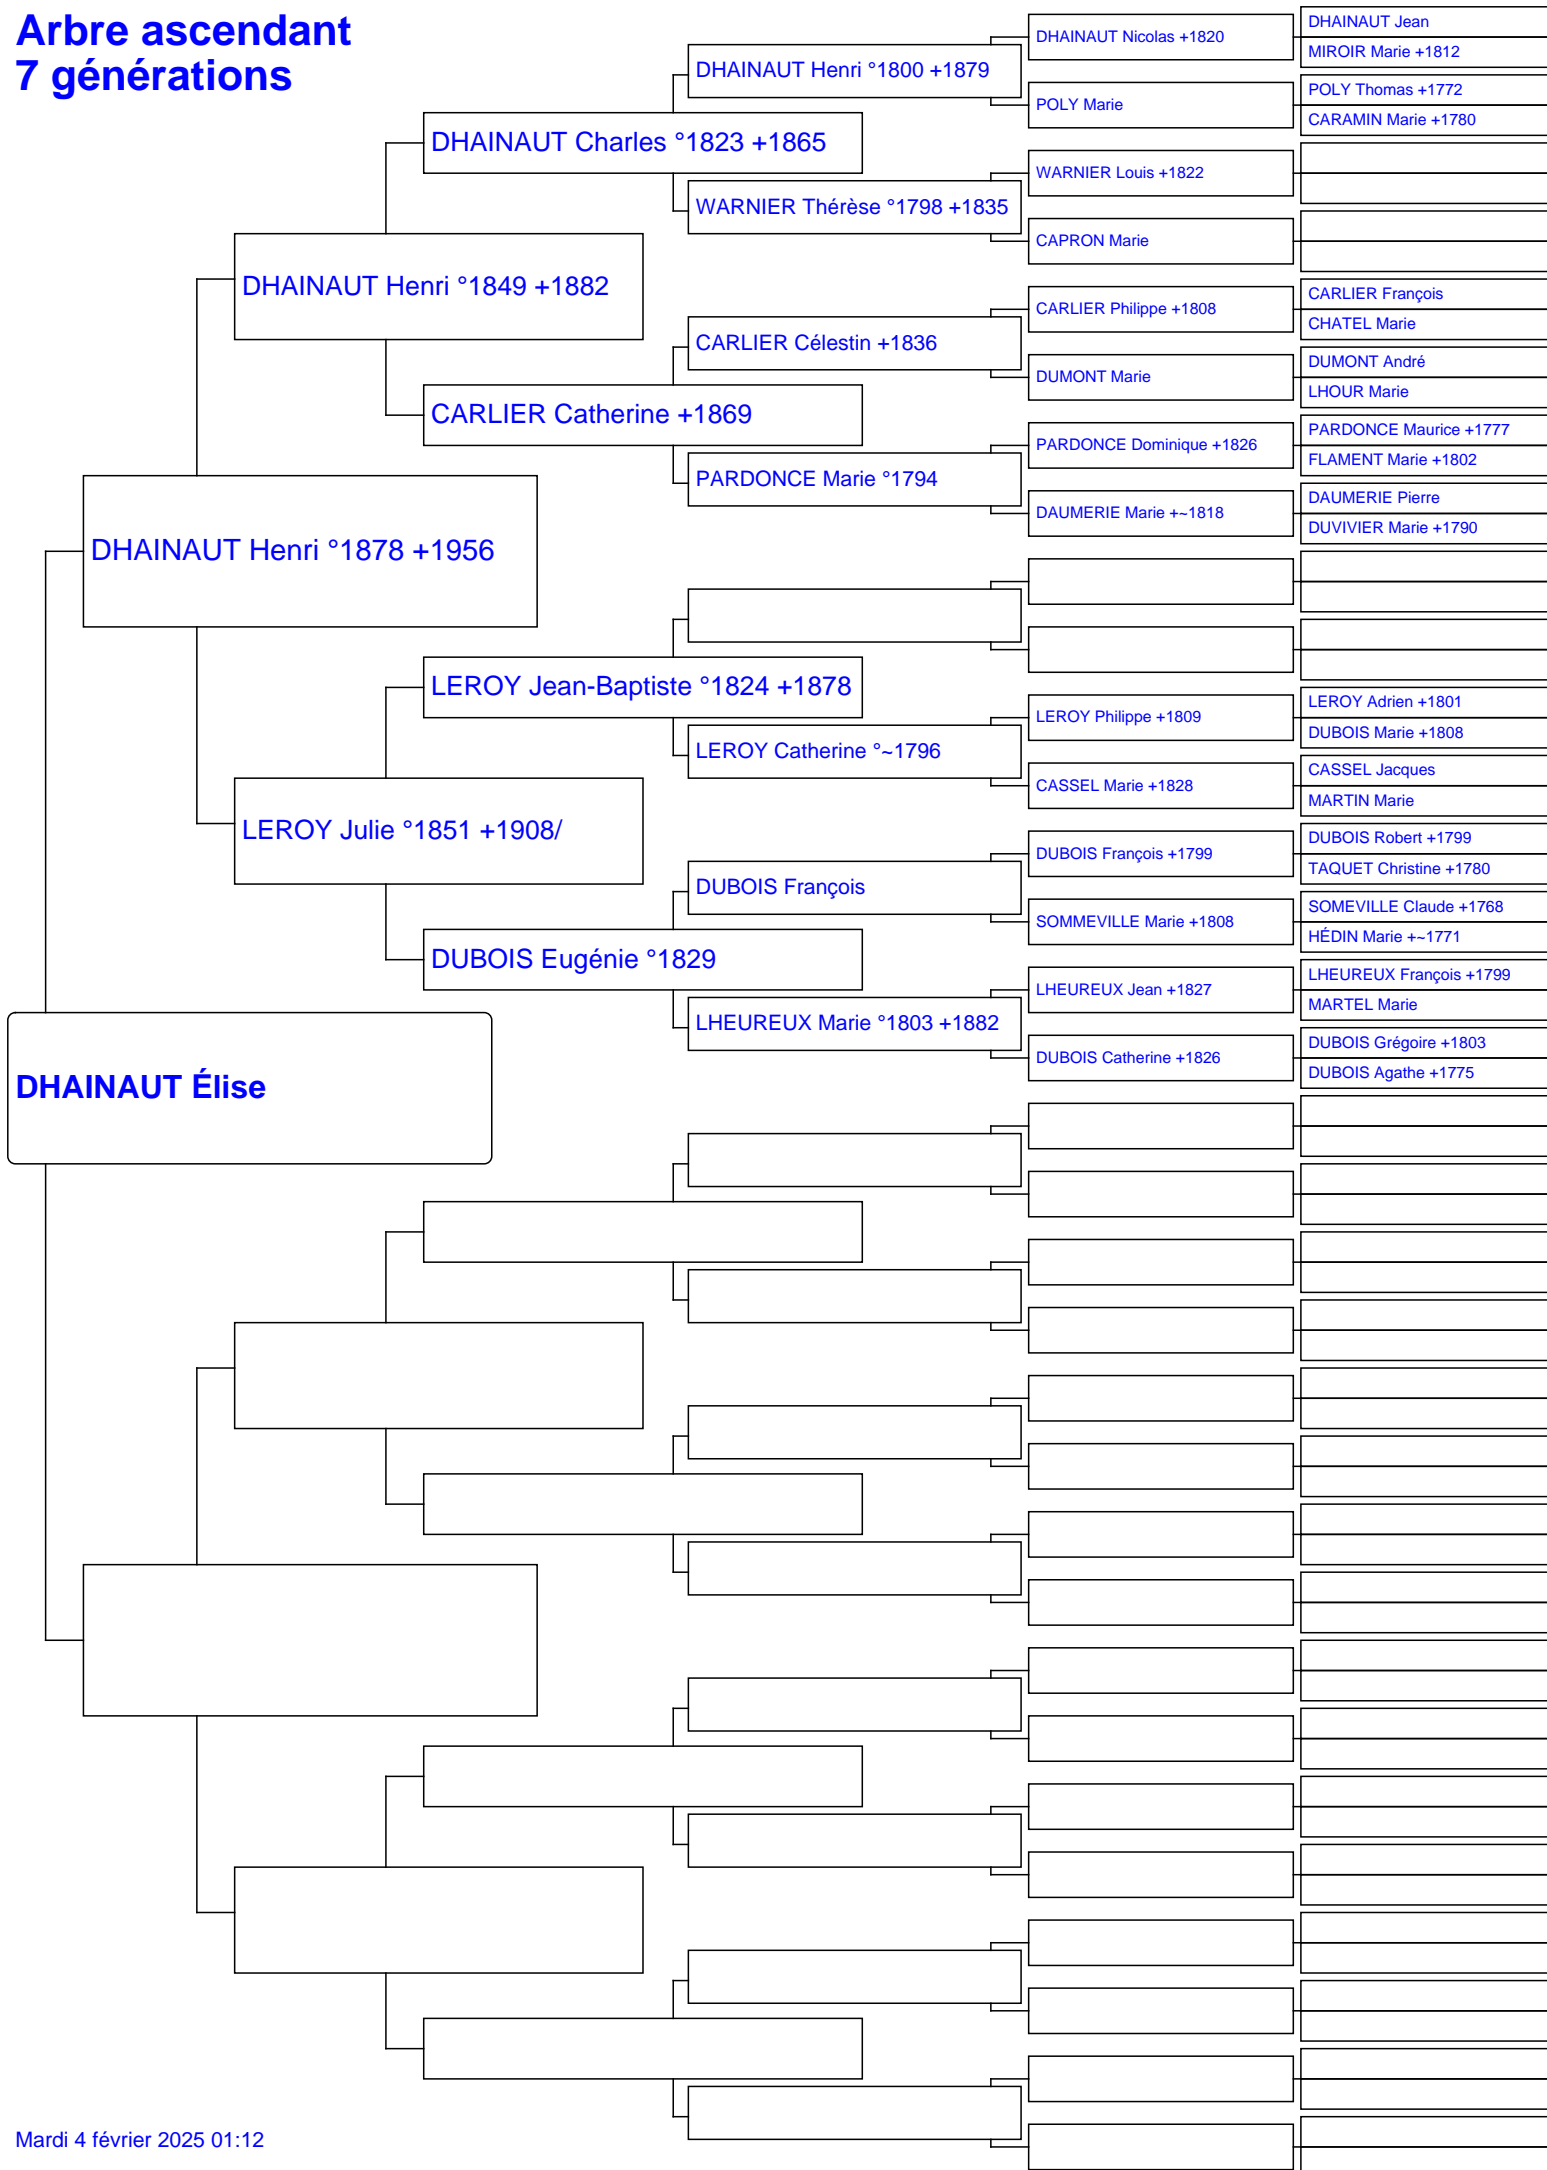 Arbre ascendant
7 générations
DHAINAUT Élise
DHAINAUT Henri °1878 +1956
DHAINAUT Henri °1849 +1882
LEROY Julie °1851 +1908/
DHAINAUT Charles °1823 +1865
CARLIER Catherine +1869
LEROY Jean-Baptiste °1824 +1878
DUBOIS Eugénie °1829
DHAINAUT Henri °1800 +1879
WARNIER Thérèse °1798 +1835
CARLIER Célestin +1836
PARDONCE Marie °1794
LEROY Catherine °~1796
DUBOIS François
LHEUREUX Marie °1803 +1882
DHAINAUT Nicolas +1820
POLY Marie
WARNIER Louis +1822
CAPRON Marie
CARLIER Philippe +1808
DUMONT Marie
PARDONCE Dominique +1826
DAUMERIE Marie +~1818
LEROY Philippe +1809
CASSEL Marie +1828
DUBOIS François +1799
SOMMEVILLE Marie +1808
LHEUREUX Jean +1827
DUBOIS Catherine +1826
DHAINAUT Jean
MIROIR Marie +1812
POLY Thomas +1772
CARAMIN Marie +1780
CARLIER François
CHATEL Marie
DUMONT André
LHOUR Marie
PARDONCE Maurice +1777
FLAMENT Marie +1802
DAUMERIE Pierre
DUVIVIER Marie +1790
LEROY Adrien +1801
DUBOIS Marie +1808
CASSEL Jacques
MARTIN Marie
DUBOIS Robert +1799
TAQUET Christine +1780
SOMEVILLE Claude +1768
HÉDIN Marie +~1771
LHEUREUX François +1799
MARTEL Marie
DUBOIS Grégoire +1803
DUBOIS Agathe +1775
Mardi 4 février 2025 01:12